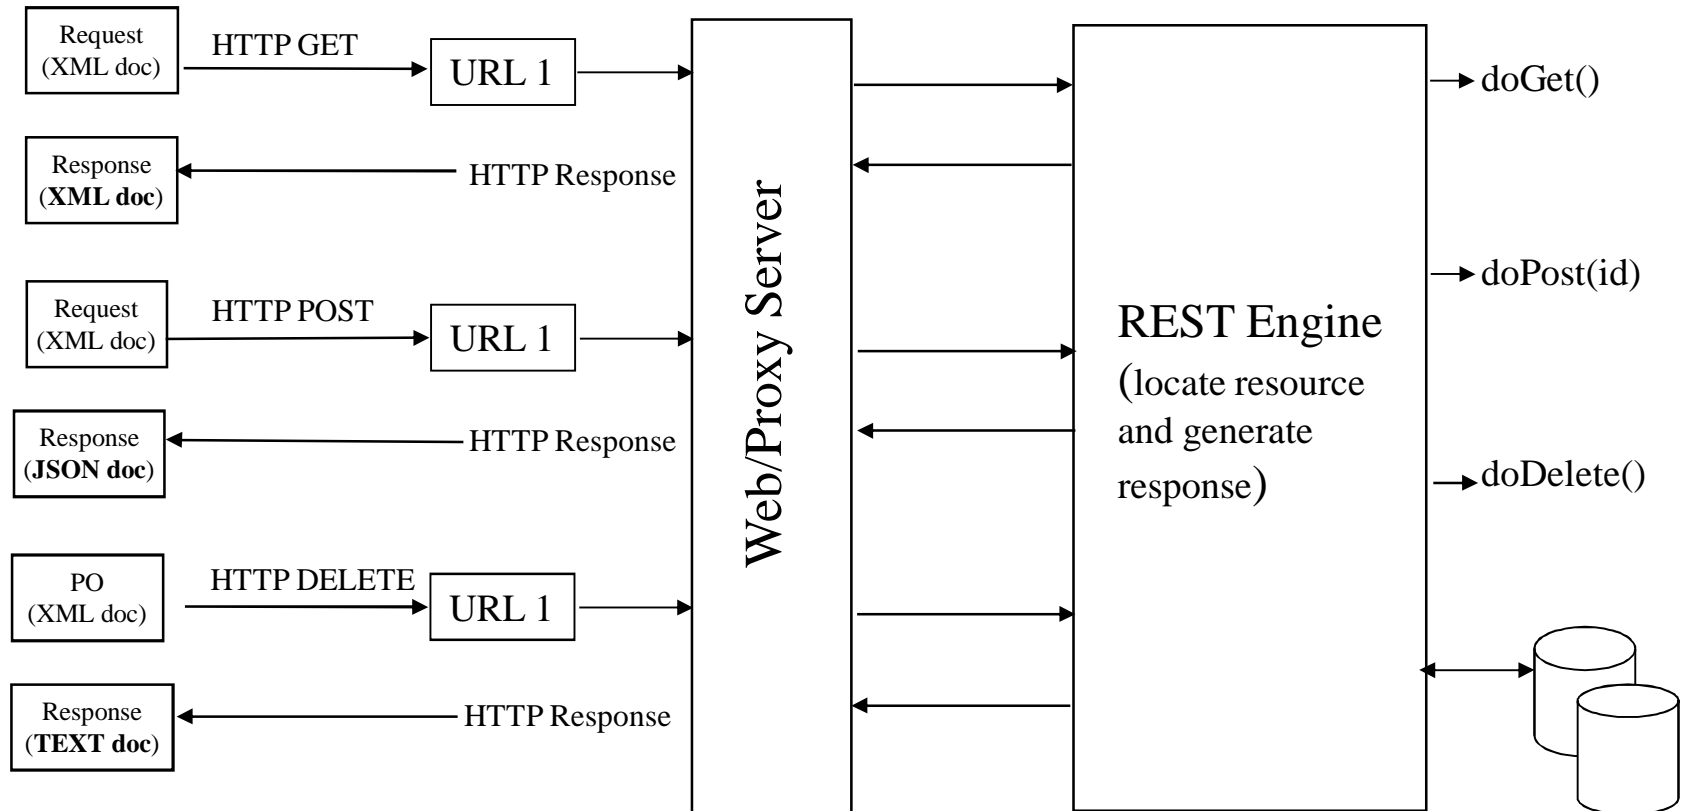 Request
(XML doc)
HTTP GET
URL 1
Response
(XML doc)
HTTP Response
Request
(XML doc)
HTTP POST
URL 1
Response
(JSON doc)
HTTP Response
PO
(XML doc)
HTTP DELETE
URL 1
Response
(TEXT doc)
HTTP Response
Web/Proxy Server
REST Engine
(locate resource
and generate
response)
doGet()
doPost(id)
doDelete()